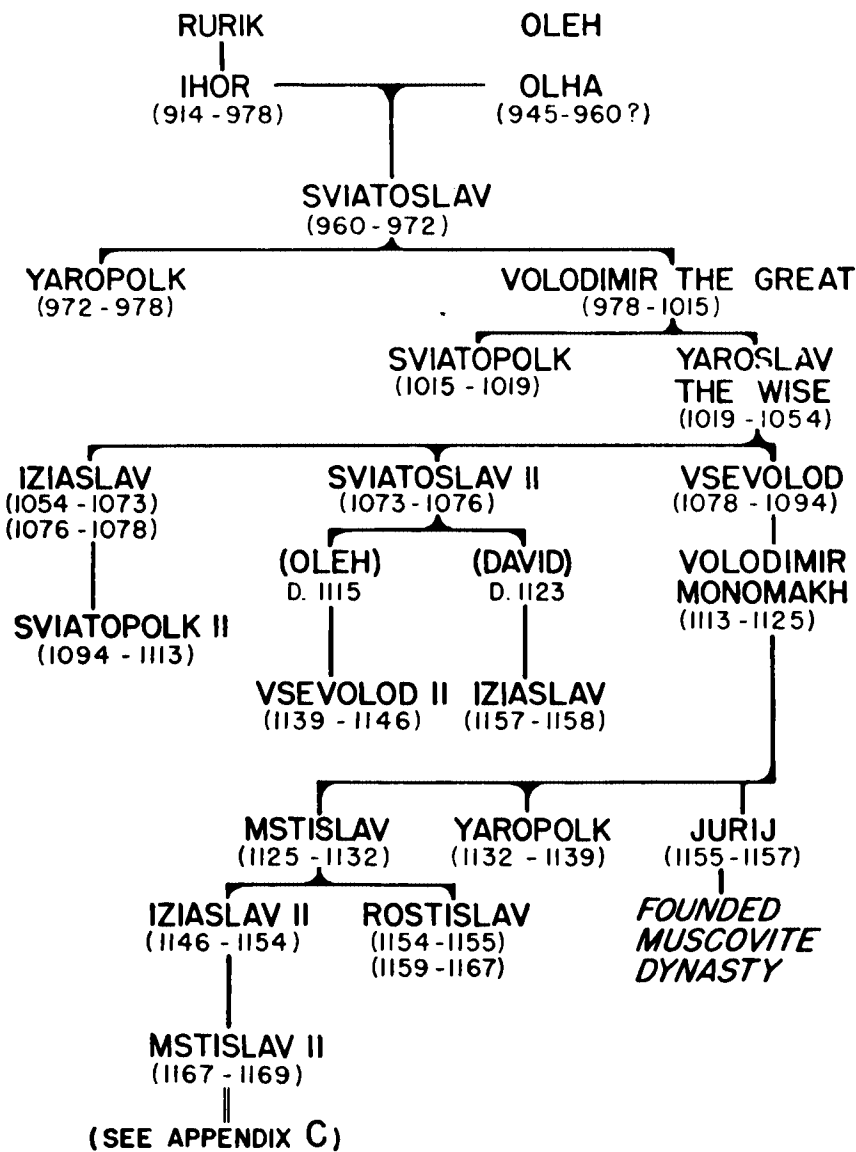 RURIK OLEH
IHOR OLHA
(914 - 978) (945-960?)
SVIATOSLAV
(960 - 972)
YAROPOLK VOLODIMIR THE GREAT
(972 - 978) (978-1015)
SVIATOPOLK YAROSLAV
(1015 - 1019) THE WISE
(1019 - 1054)
IZIASLAV SVIATOSLAV II VSEVOLOD
(1054 - 1073) (1073-1076) (1078 - 1094)
(1076 - 1078)
(OLEH) (DAVID) VOLODIMIR
D. 1115 D. 1123 MONOMAKH
SVIATOPOLK II (1113 - 1125)
(1094 - 1113)
VSEVOLOD II IZIASLAV
(1139 - 1146) (1157-1158)
MSTISLAV YAROPOLK JURIJ
(1125 - 1132) (1132 - 1139) (1155-1157)
IZIASLAV II ROSTISLAV FOUNDED
(1146 - 1154) (1154-1155) MUSCOVITE
(1159-1167) DYNASTY
MSTISLAV II
(1167 - 1169)
(SEE APPENDIX C)